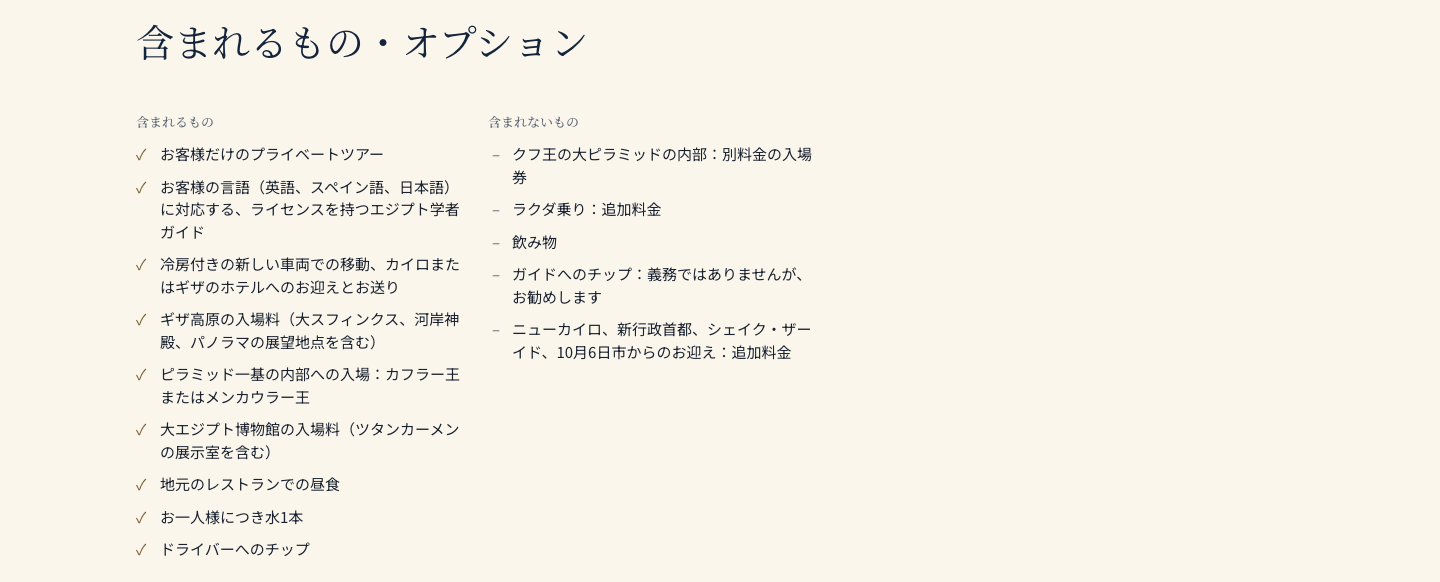 含まれるもの・オプション
含まれるもの
✓ お客様だけのプライベートツアー
✓ お客様の言語（英語、スペイン語、日本語）
に対応する、ライセンスを持つエジプト学者
ガイド
✓ 冷房付きの新しい車両での移動、カイロまた
はギザのホテルへのお迎えとお送り
✓ ギザ高原の入場料（大スフィンクス、河岸神
殿、パノラマの展望地点を含む）
✓ ピラミッド一基の内部への入場：カフラー王
またはメンカウラー王
✓ 大エジプト博物館の入場料（ツタンカーメン
の展示室を含む）
✓ 地元のレストランでの昼食
✓ お一人様につき水1本
✓ ドライバーへのチップ
含まれないもの
– クフ王の大ピラミッドの内部：別料金の入場
券
– ラクダ乗り：追加料金
– 飲み物
– ガイドへのチップ：義務ではありませんが、
お勧めします
– ニューカイロ、新行政首都、シェイク・ザー
イド、10月6日市からのお迎え：追加料金